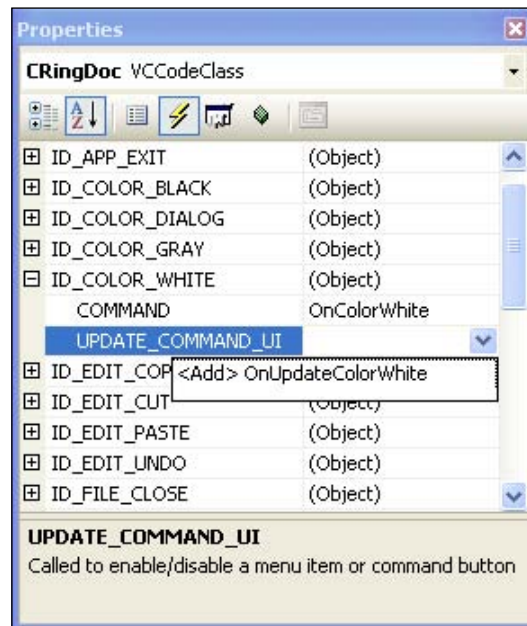 Properties
CRingDoc VCCodeClass
ID_APP_EXIT (Object)
ID_COLOR_BLACK (Object)
ID_COLOR_DIALOG (Object)
ID_COLOR_GRAY (Object)
ID_COLOR_WHITE (Object)
COMMAND OnColorWhite
UPDATE_COMMAND_UI
<Add> OnUpdateColorWhite
ID_EDIT_COP
ID_EDIT_CUT (Object)
ID_EDIT_PASTE (Object)
ID_EDIT_UNDO (Object)
ID_FILE_CLOSE (Object)
UPDATE_COMMAND_UI
Called to enable/disable a menu item or command button